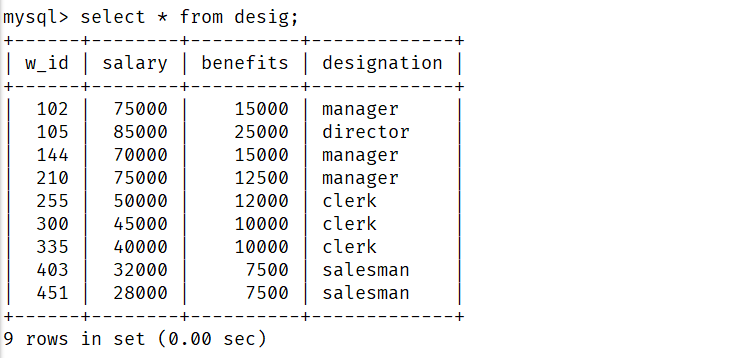 mysql> select * from desig;
+------+--------+----------+-------------+
| w_id | salary | benefits | designation |
+------+--------+----------+-------------+
|  102 |  75000 |    15000 | manager     |
|  105 |  85000 |    25000 | director    |
|  144 |  70000 |    15000 | manager     |
|  210 |  75000 |    12500 | manager     |
|  255 |  50000 |    12000 | clerk       |
|  300 |  45000 |    10000 | clerk       |
|  335 |  40000 |    10000 | clerk       |
|  403 |  32000 |     7500 | salesman    |
|  451 |  28000 |     7500 | salesman    |
+------+--------+----------+-------------+
9 rows in set (0.00 sec)